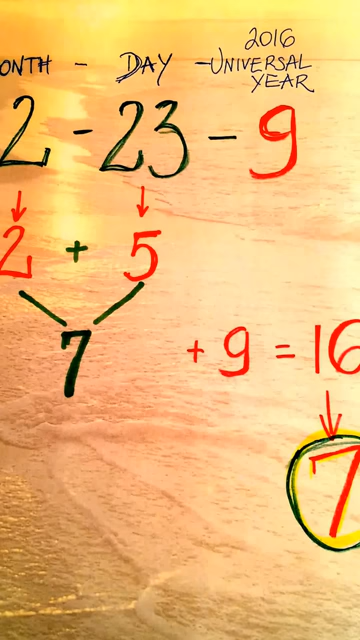 2016
ONTH - DAY - UNIVERSAL
YEAR
2 - 23 - 9
2 + 5
7
+ 9 = 16
7